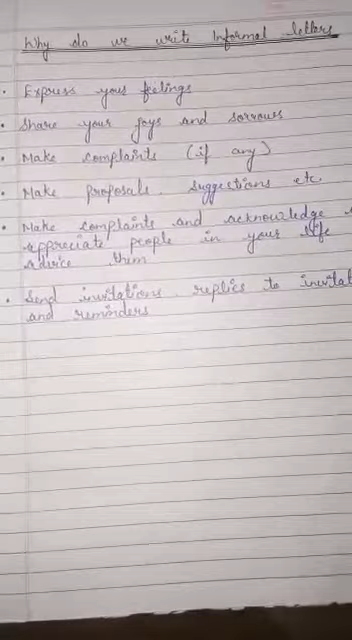 Why do we write Informal letters
• Express your feelings
• Share your joys and sorrows
• Make complaints (if any)
• Make proposals. suggestions etc
• Make complaints and acknowledge
appreciate people in your life
advice them
• Send invitations. replies to invitat
and reminders